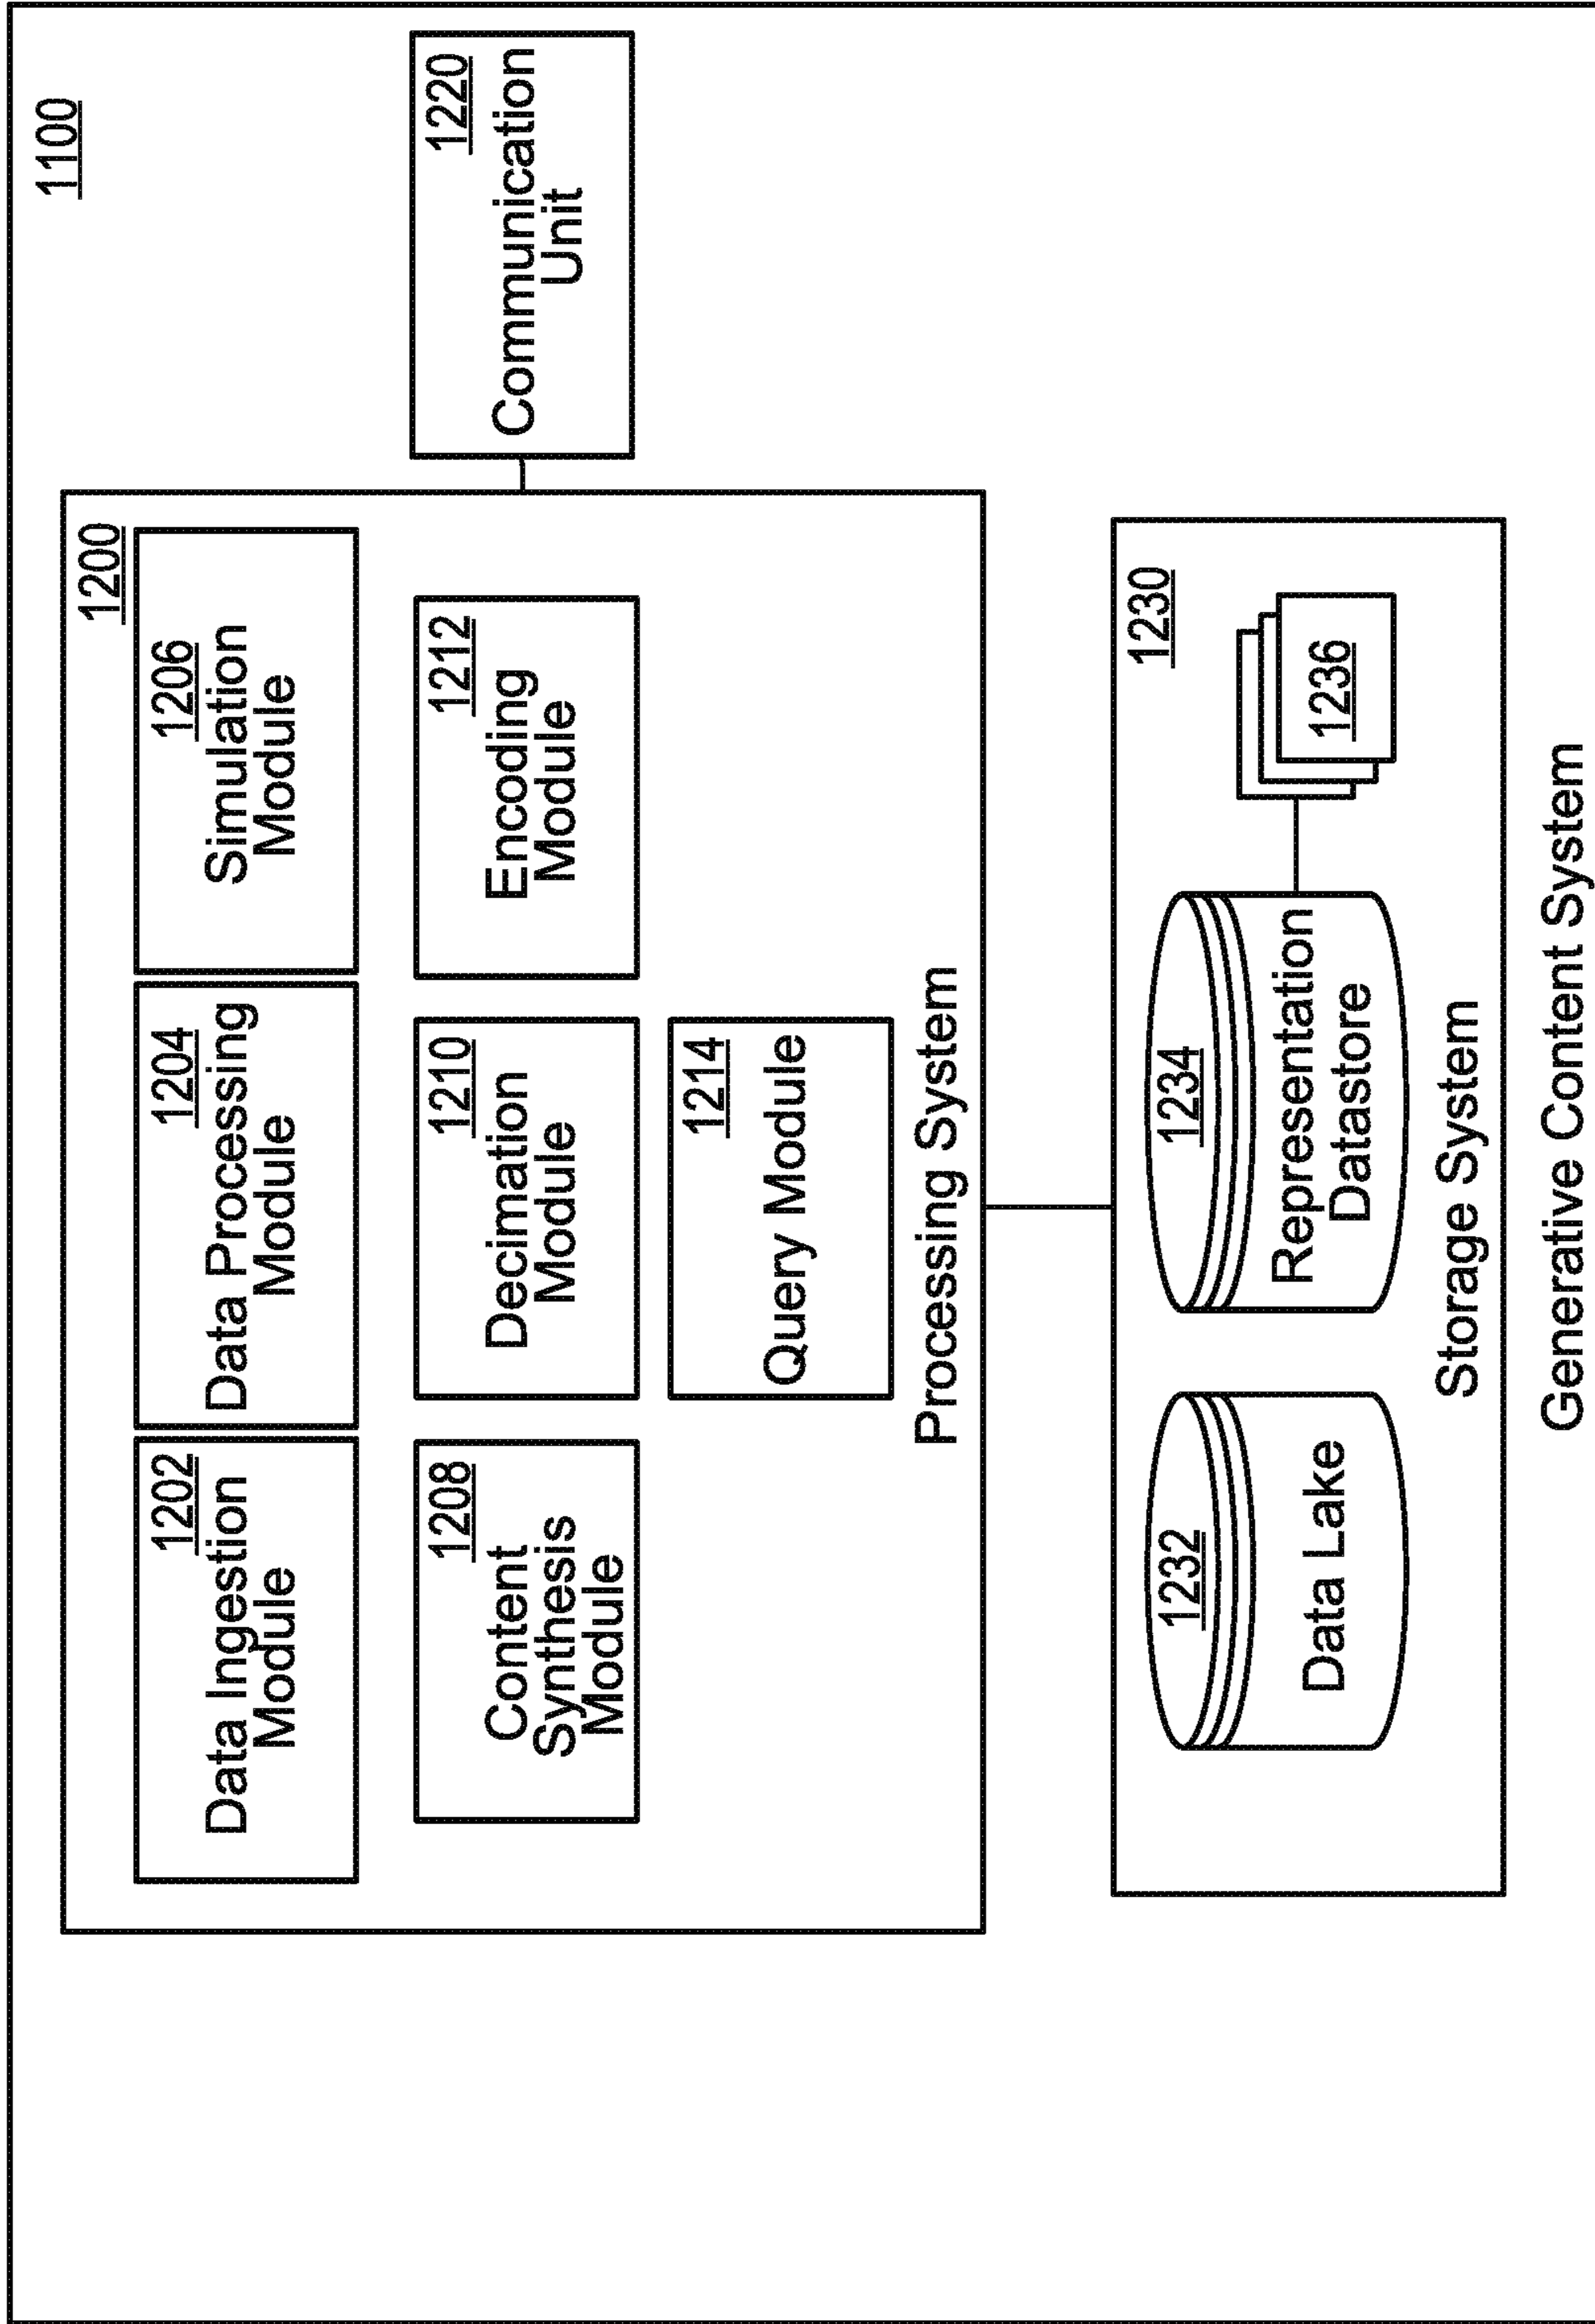 1100
1200
1202
Data Ingestion
Module
1204
Data Processing
Module
1206
Simulation
Module
1208
Content
Synthesis
Module
1210
Decimation
Module
1212
Encoding
Module
1214
Query Module
Processing System
1220
Communication
Unit
1230
1232
Data Lake
1234
Representation
Datastore
1236
Storage System
Generative Content System